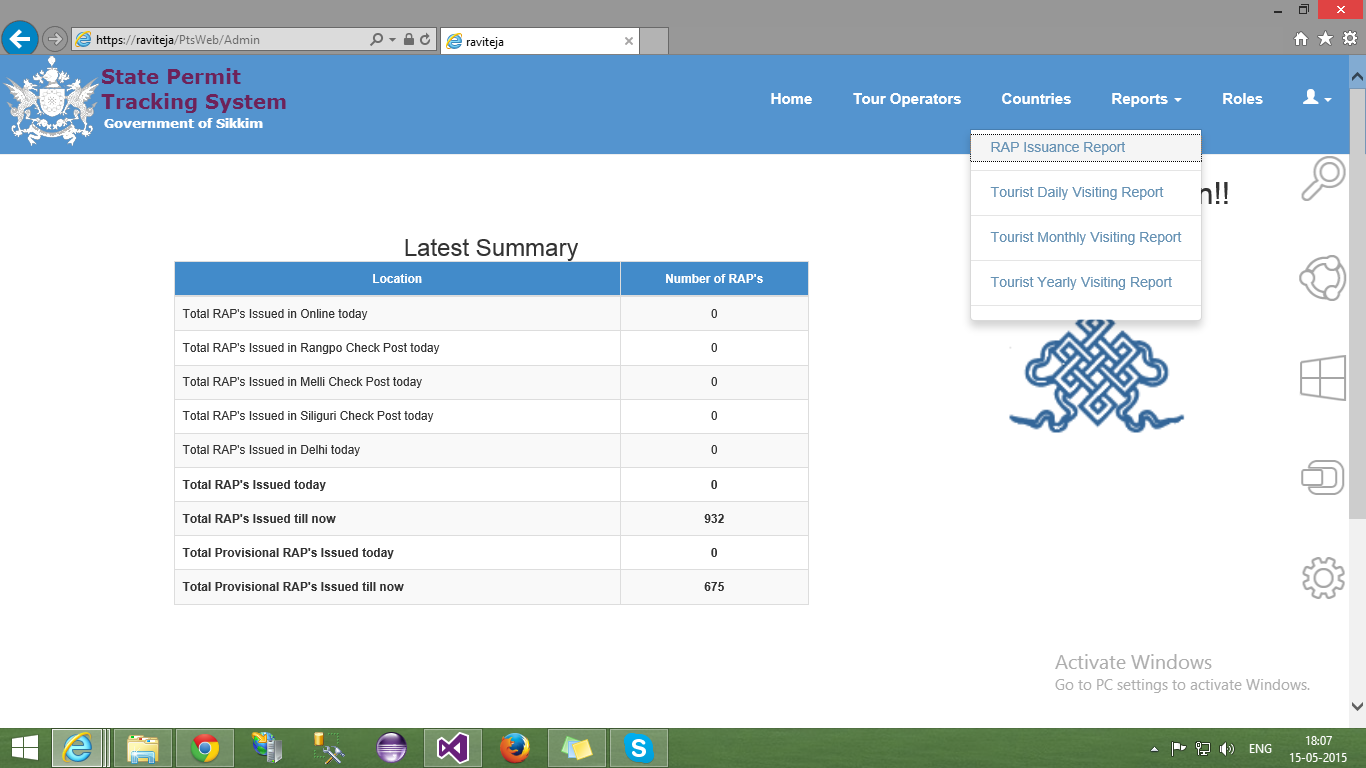 https://raviteja/PtsWeb/Admin
raviteja
State Permit
Tracking System
Government of Sikkim
Home
Tour Operators
Countries
Reports
Roles
RAP Issuance Report
Tourist Daily Visiting Report
Tourist Monthly Visiting Report
Tourist Yearly Visiting Report
n!!
Latest Summary
Location Number of RAP's
Total RAP's Issued in Online today 0
Total RAP's Issued in Rangpo Check Post today 0
Total RAP's Issued in Melli Check Post today 0
Total RAP's Issued in Siliguri Check Post today 0
Total RAP's Issued in Delhi today 0
Total RAP's Issued today 0
Total RAP's Issued till now 932
Total Provisional RAP's Issued today 0
Total Provisional RAP's Issued till now 675
Activate Windows
Go to PC settings to activate Windows.
ENG
18:07
15-05-2015